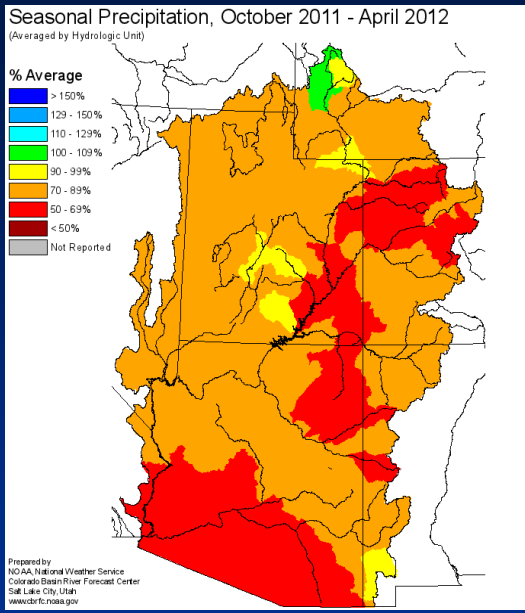 Seasonal Precipitation, October 2011 - April 2012
(Averaged by Hydrologic Unit)
% Average
> 150%
129 - 150%
110 - 129%
100 - 109%
90 - 99%
70 - 89%
50 - 69%
< 50%
Not Reported
Prepared by
NOAA, National Weather Service
Colorado Basin River Forecast Center
Salt Lake City, Utah
www.cbrfc.noaa.gov